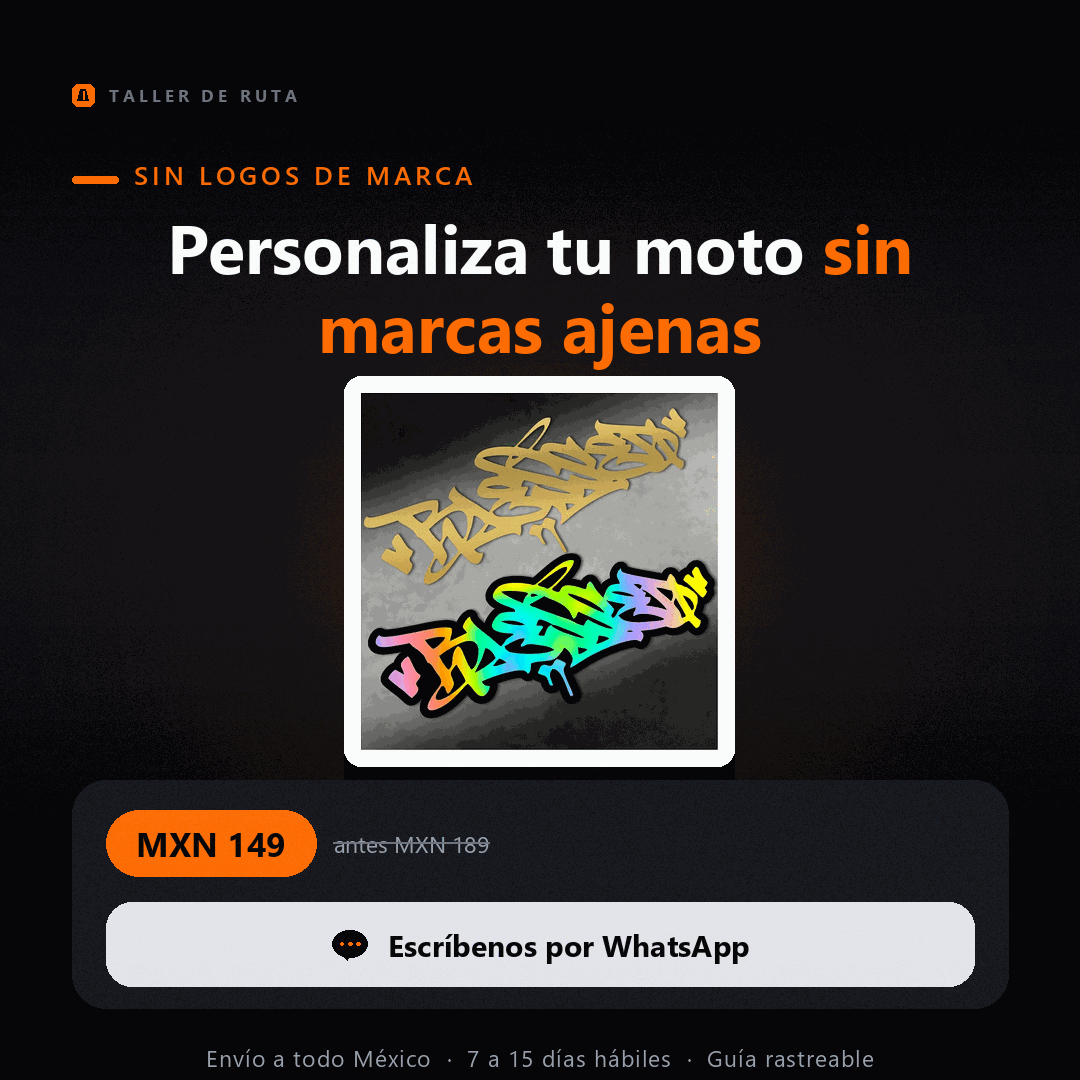 TALLER DE RUTA
SIN LOGOS DE MARCA
Personaliza tu moto sin
marcas ajenas
MXN 149
antes MXN 189
Escríbenos por WhatsApp
Envío a todo México · 7 a 15 días hábiles · Guía rastreable